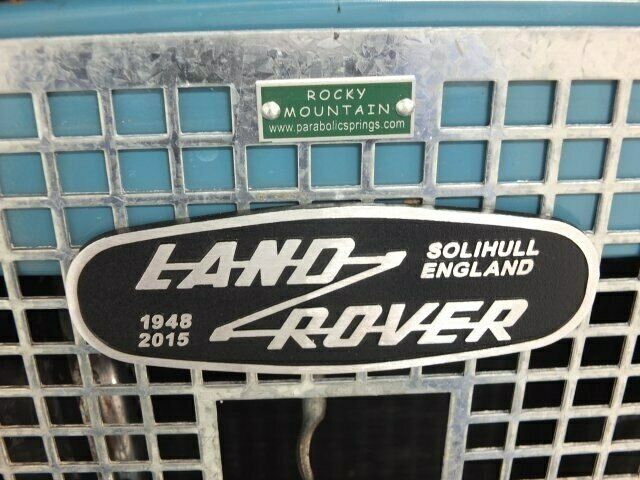 ROCKY
MOUNTAIN
www.parabolicsprings.com
LAND
ROVER
SOLIHULL
ENGLAND
1948
2015